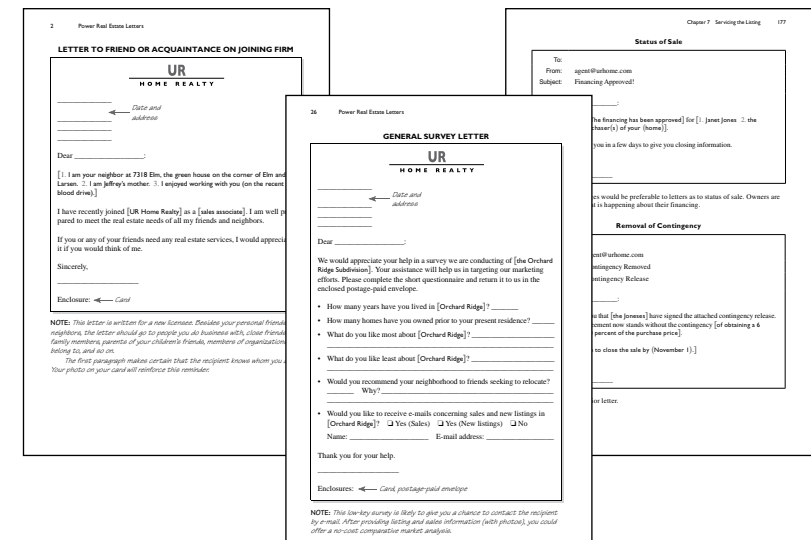 2 Power Real Estate Letters
LETTER TO FRIEND OR ACQUAINTANCE ON JOINING FIRM
UR
HOME REALTY
Date and
address
Dear ________________:
[1. I am your neighbor at 7318 Elm, the green house on the corner of Elm and
Larsen. 2. I am Jeffrey's mother. 3. I enjoyed working with you (on the recent
blood drive).]
I have recently joined [UR Home Realty] as a [sales associate]. I am well
pared to meet the real estate needs of all my friends and neighbors.
If you or any of your friends need any real estate services, I would
it if you would think of me.
Sincerely,
Enclosure: Card
NOTE: This letter is written for a new licensee. Besides your personal
neighbors, the letter should go to people you do business with, close
family members, parents of your children's friends, members of
belong to, and so on.
The first paragraph makes certain that the recipient knows whom you
Your photo on your card will reinforce this reminder.
26 Power Real Estate Letters
GENERAL SURVEY LETTER
UR
HOME REALTY
Date and
address
Dear ________________:
We would appreciate your help in a survey we are conducting of [the Orchard
Ridge Subdivision]. Your assistance will help us in targeting our marketing
efforts. Please complete the short questionnaire and return it to us in the
enclosed postage-paid envelope.
• How many years have you lived in [Orchard Ridge]? _______
• How many homes have you owned prior to your present residence? ______
• What do you like most about [Orchard Ridge]? ____________________
• What do you like least about [Orchard Ridge]? ____________________
• Would you recommend your neighborhood to friends seeking to relocate?
_______ Why? ____________________
• Would you like to receive e-mails concerning sales and new listings in
[Orchard Ridge]? ❏ Yes (Sales) ❏ Yes (New listings) ❏ No
Name: ____________________ E-mail address: ________________
Thank you for your help.
Enclosures: Card, postage-paid envelope
NOTE: This low-key survey is likely to give you a chance to contact the recipient
by e-mail. After providing listing and sales information (with photos), you could
offer a no-cost comparative market analysis.
Chapter 7 Servicing the Listing 177
Status of Sale
To:
From: agent@urhome.com
Subject: Financing Approved!
:
he financing has been approved] for [1. Janet Jones 2. the
chaser(s) of your (home)].
you in a few days to give you closing information.
es would be preferable to letters as to status of sale. Owners are
is happening about their financing.
Removal of Contingency
ent@urhome.com
ontingency Removed
ontingency Release
:
u that [the Joneses] have signed the attached contingency release.
ement now stands without the contingency [of obtaining a 6
percent of the purchase price].
to close the sale by (November 1).]
or letter.